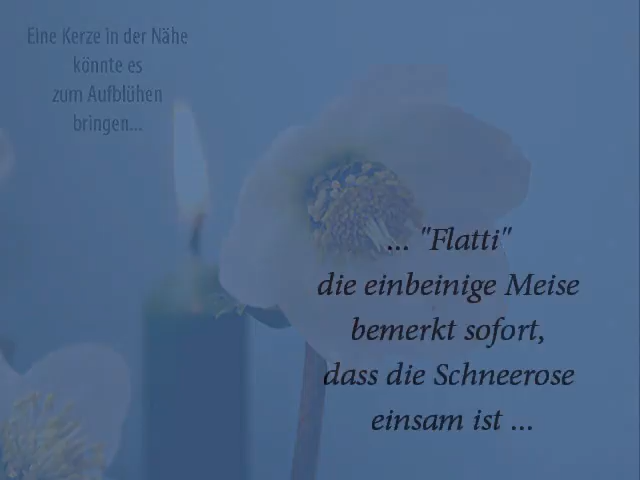 Eine Kerze in der Nähe
könnte es
zum Aufblühen
bringen...
... "Flatti"
die einbeinige Meise
bemerkt sofort,
dass die Schneerose
einsam ist ...